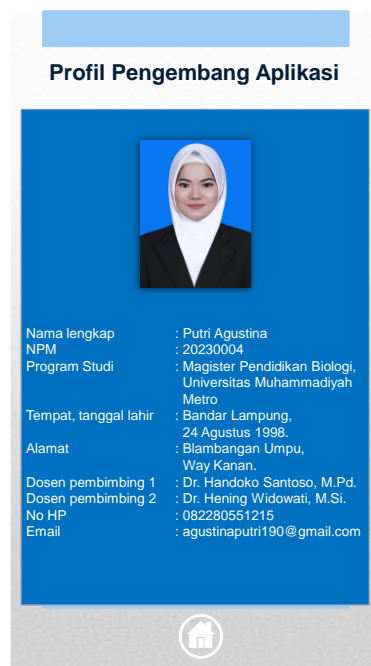 Profil Pengembang Aplikasi
Nama lengkap : Putri Agustina
NPM : 20230004
Program Studi : Magister Pendidikan Biologi,
Universitas Muhammadiyah
Metro
Tempat, tanggal lahir : Bandar Lampung,
24 Agustus 1998.
Alamat : Blambangan Umpu,
Way Kanan.
Dosen pembimbing 1 : Dr. Handoko Santoso, M.Pd.
Dosen pembimbing 2 : Dr. Hening Widowati, M.Si.
No HP : 082280551215
Email : agustinaputri190@gmail.com